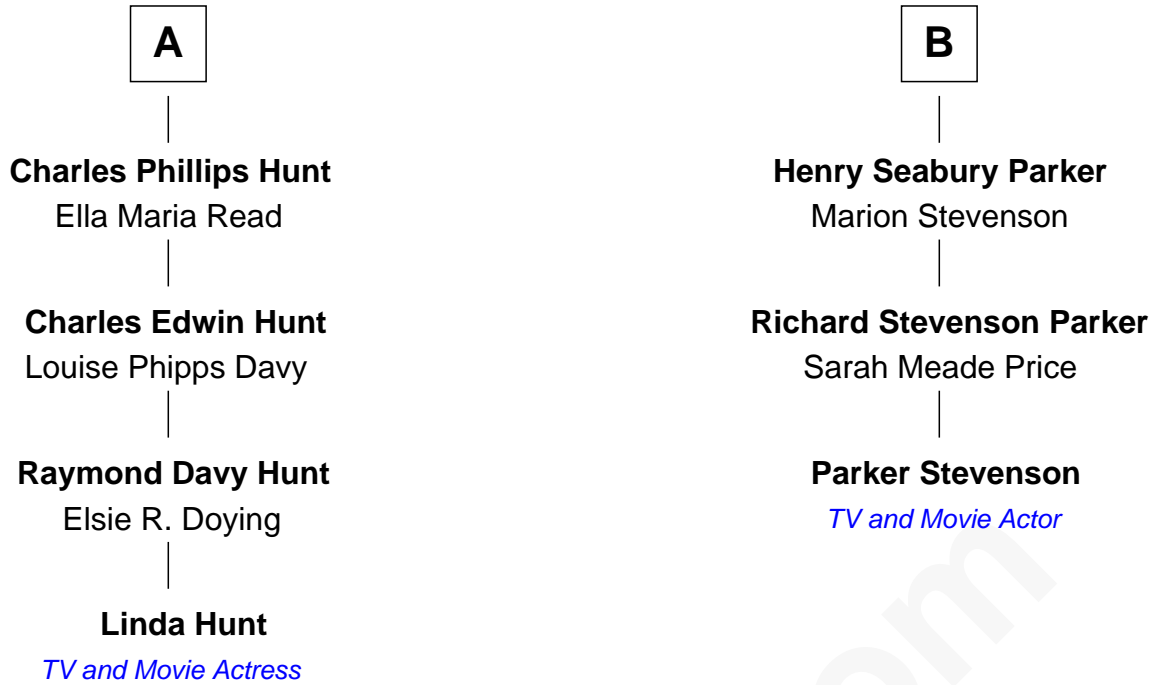 A
Charles Phillips Hunt
Ella Maria Read
Charles Edwin Hunt
Louise Phipps Davy
Raymond Davy Hunt
Elsie R. Doying
Linda Hunt
TV and Movie Actress
B
Henry Seabury Parker
Marion Stevenson
Richard Stevenson Parker
Sarah Meade Price
Parker Stevenson
TV and Movie Actor
om